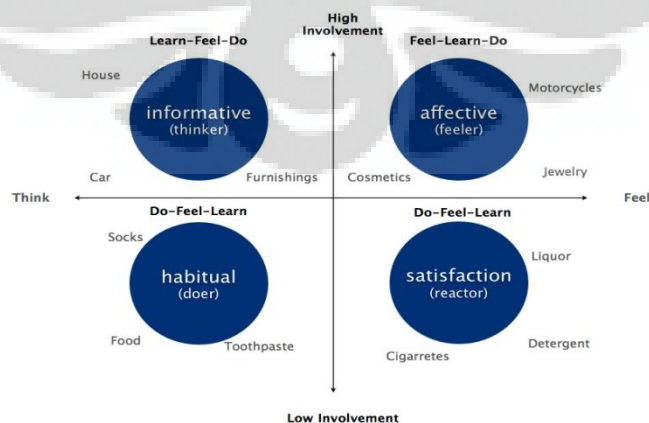 High
Involvement
Learn-Feel-Do
Feel-Learn-Do
House
Motorcycles
informative
(thinker)
affective
(feeler)
Car
Furnishings
Cosmetics
Jewelry
Think
Feel
Do-Feel-Learn
Do-Feel-Learn
Socks
Liquor
habitual
(doer)
satisfaction
(reactor)
Food
Toothpaste
Cigarretes
Detergent
Low Involvement